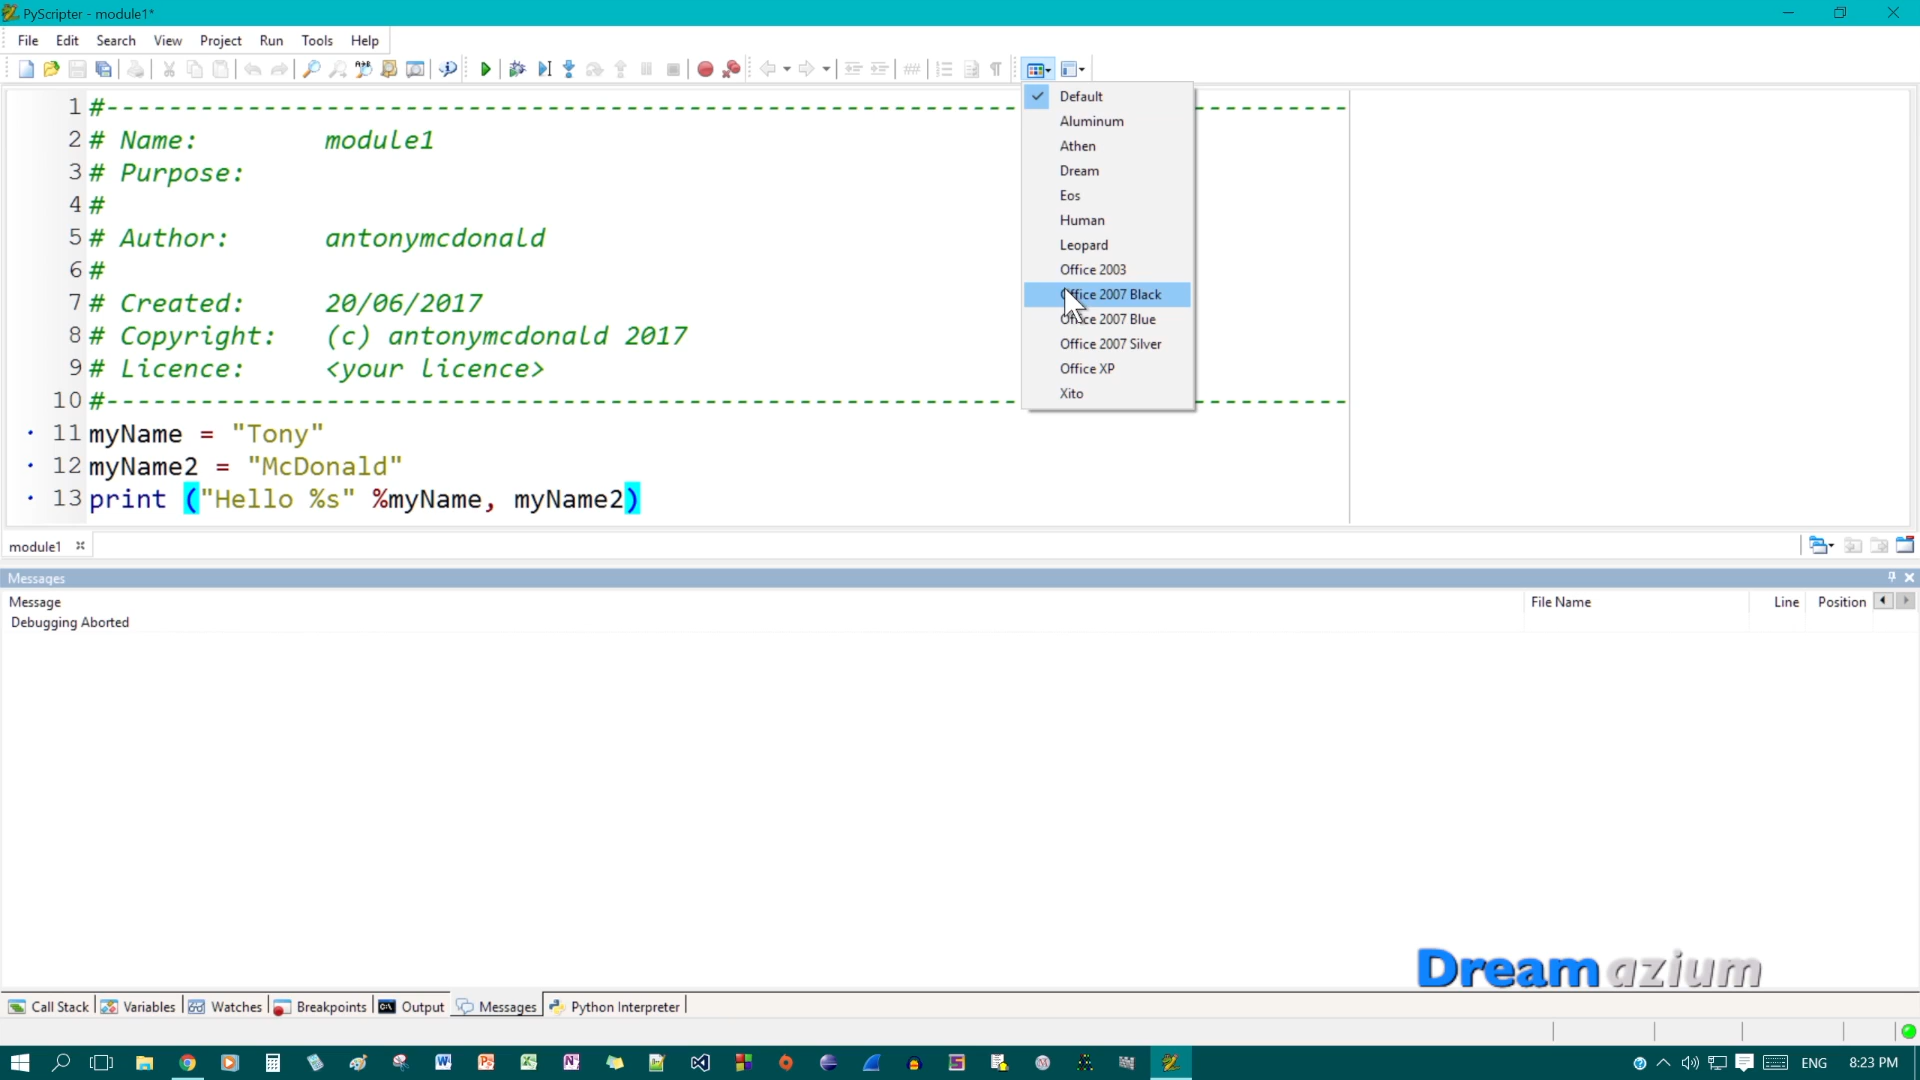 PyScripter - module1*
File Edit Search View Project Run Tools Help
Default
Aluminum
Athen
Dream
Eos
Human
Leopard
Office 2003
Office 2007 Black
Office 2007 Blue
Office 2007 Silver
Office XP
Xito
1 #--------------------------------------------------------------------------------
2 # Name: module1
3 # Purpose:
4 #
5 # Author: antonymcdonald
6 #
7 # Created: 20/06/2017
8 # Copyright: (c) antonymcdonald 2017
9 # Licence: <your licence>
10 #--------------------------------------------------------------------------------
11 myName = "Tony"
12 myName2 = "McDonald"
13 print ("Hello %s" %myName, myName2)
module1
Messages
Message File Name Line Position
Debugging Aborted
Dream azium
Call Stack Variables Watches Breakpoints Output Messages Python Interpreter
ENG 8:23 PM